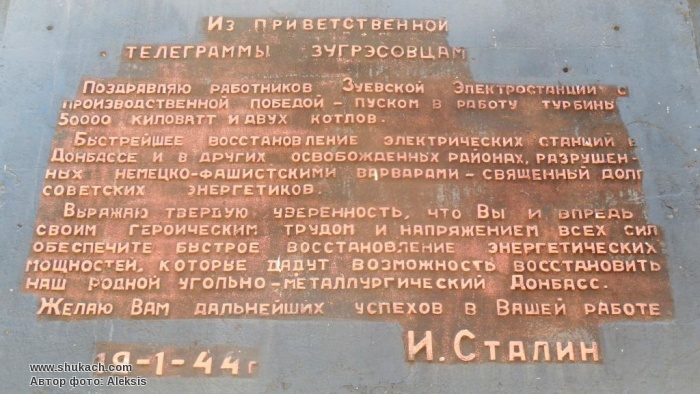 Из приветственной
телеграммы зугрэсовцам
Поздравляю работников Зуевской Электростанции с
производственной победой – пуском в работу турбины
50000 киловатт и двух котлов.
Быстрейшее восстановление электрических станций в
Донбассе и в других освобожденных районах, разрушен-
ных немецко-фашистскими варварами – священный долг
советских энергетиков.
Выражаю твердую уверенность, что Вы и впредь
своим героическим трудом и напряжением всех сил
обеспечите быстрое восстановление энергетических
мощностей, которые дадут возможность восстановить
наш родной угольно-металлургический Донбасс.
Желаю Вам дальнейших успехов в Вашей работе
И. Сталин
-1-44г
www.shukach.com
Автор фото: Aleksis